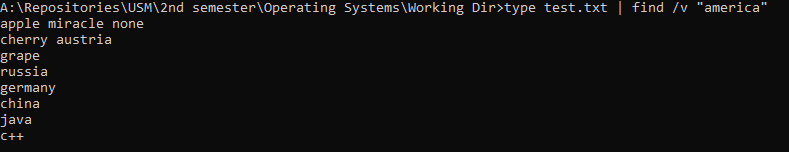 A:\Repositories\USM\2nd semester\Operating Systems\Working Dir>type test.txt | find /v "america"
apple miracle none
cherry austria
grape
russia
germany
china
java
c++